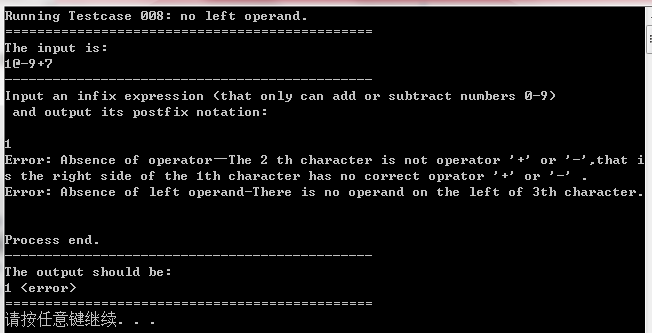 Running Testcase 008: no left operand.
================================================
The input is:
1@-9+7
------------------------------------------------
Input an infix expression (that only can add or subtract numbers 0-9)
 and output its postfix notation:
1
Error: Absence of operator--The 2 th character is not operator '+' or '-',that i
s the right side of the 1th character has no correct oprator '+' or '-' .
Error: Absence of left operand-There is no operand on the left of 3th character.
Process end.
------------------------------------------------
The output should be:
1 <error>
================================================
请按任意键继续. . .